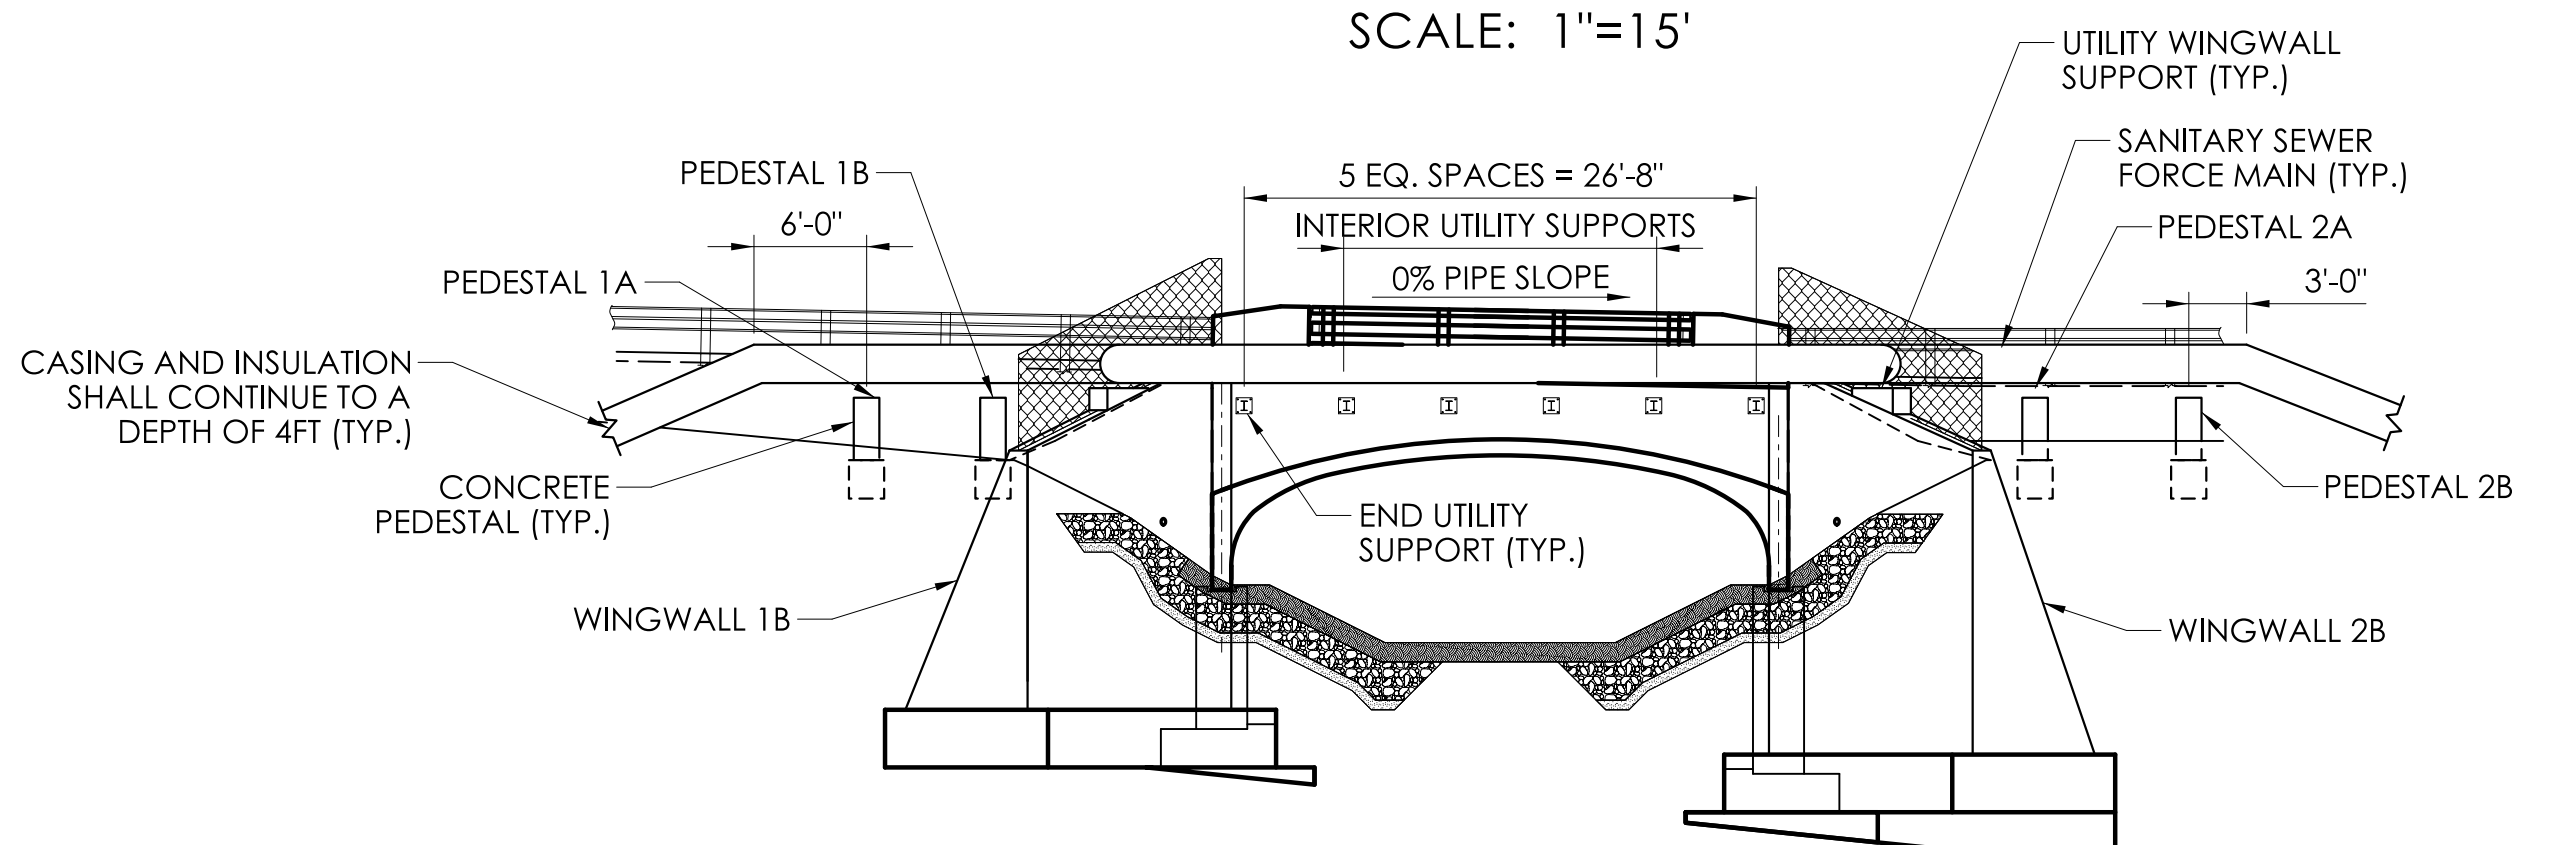 SCALE: 1"=15'
UTILITY WINGWALL
SUPPORT (TYP.)
SANITARY SEWER
FORCE MAIN (TYP.)
PEDESTAL 1B
5 EQ. SPACES = 26'-8"
6'-0"
INTERIOR UTILITY SUPPORTS
PEDESTAL 2A
PEDESTAL 1A
0% PIPE SLOPE
3'-0"
CASING AND INSULATION
SHALL CONTINUE TO A
DEPTH OF 4FT (TYP.)
CONCRETE
PEDESTAL (TYP.)
END UTILITY
SUPPORT (TYP.)
PEDESTAL 2B
WINGWALL 1B
WINGWALL 2B